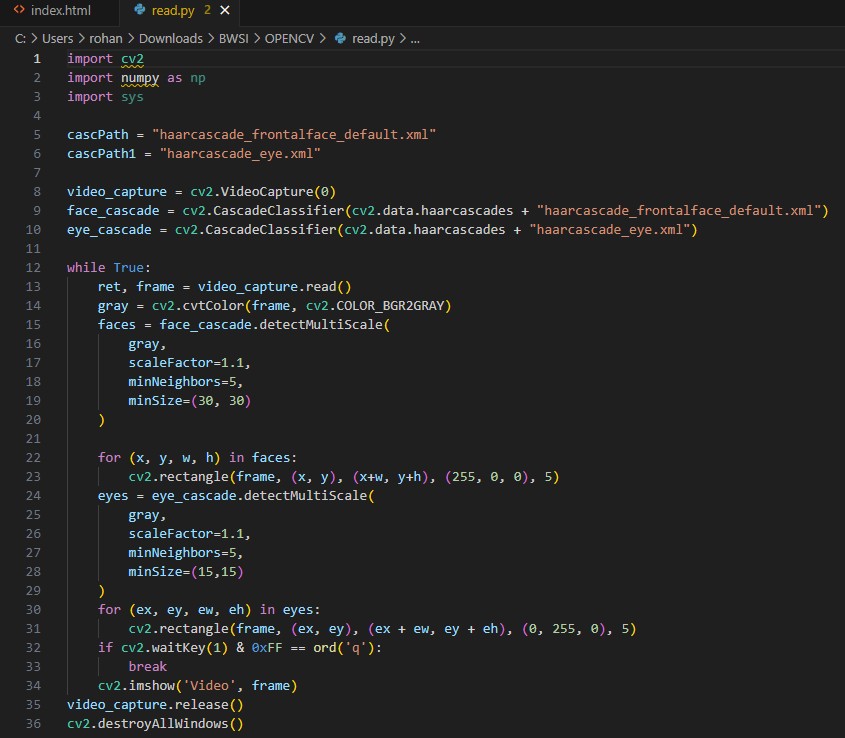 index.html read.py 2
C: > Users > rohan > Downloads > BWSI > OPENCV > read.py > ...
1 import cv2
2 import numpy as np
3 import sys
4
5 cascPath = "haarcascade_frontalface_default.xml"
6 cascPath1 = "haarcascade_eye.xml"
7
8 video_capture = cv2.VideoCapture(0)
9 face_cascade = cv2.CascadeClassifier(cv2.data.haarcascades + "haarcascade_frontalface_default.xml")
10 eye_cascade = cv2.CascadeClassifier(cv2.data.haarcascades + "haarcascade_eye.xml")
11
12 while True:
13     ret, frame = video_capture.read()
14     gray = cv2.cvtColor(frame, cv2.COLOR_BGR2GRAY)
15     faces = face_cascade.detectMultiScale(
16         gray,
17         scaleFactor=1.1,
18         minNeighbors=5,
19         minSize=(30, 30)
20     )
21
22     for (x, y, w, h) in faces:
23         cv2.rectangle(frame, (x, y), (x+w, y+h), (255, 0, 0), 5)
24     eyes = eye_cascade.detectMultiScale(
25         gray,
26         scaleFactor=1.1,
27         minNeighbors=5,
28         minSize=(15,15)
29     )
30     for (ex, ey, ew, eh) in eyes:
31         cv2.rectangle(frame, (ex, ey), (ex + ew, ey + eh), (0, 255, 0), 5)
32     if cv2.waitKey(1) & 0xFF == ord('q'):
33         break
34     cv2.imshow('Video', frame)
35 video_capture.release()
36 cv2.destroyAllWindows()